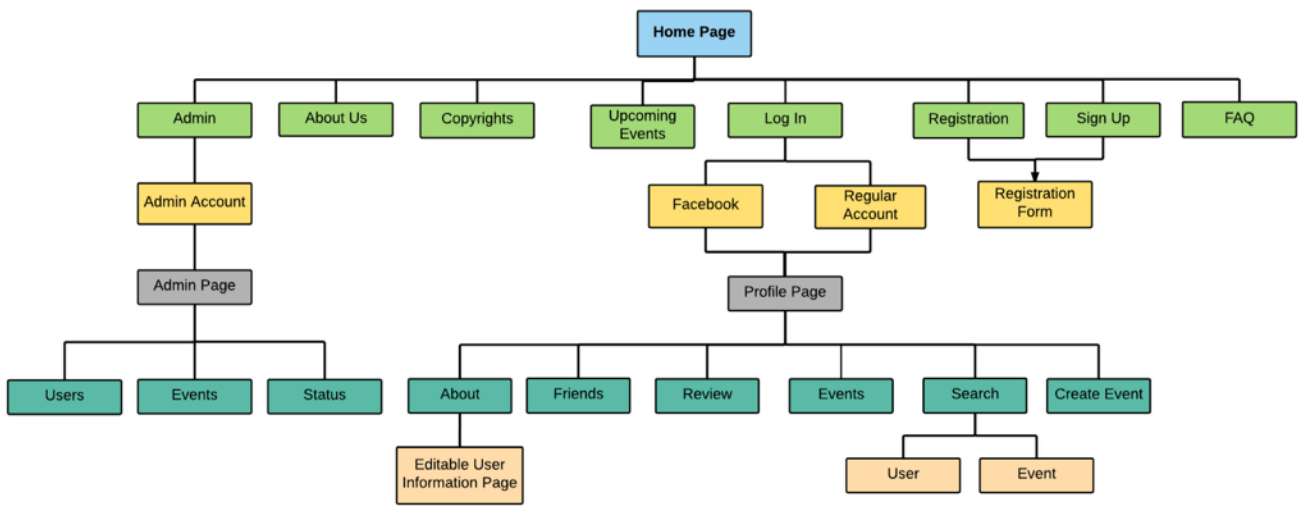 Home Page
Admin
About Us
Copyrights
Upcoming
Events
Log In
Registration
Sign Up
FAQ
Admin Account
Facebook
Regular
Account
Registration
Form
Admin Page
Profile Page
Users
Events
Status
About
Friends
Review
Events
Search
Create Event
Editable User
Information Page
User
Event